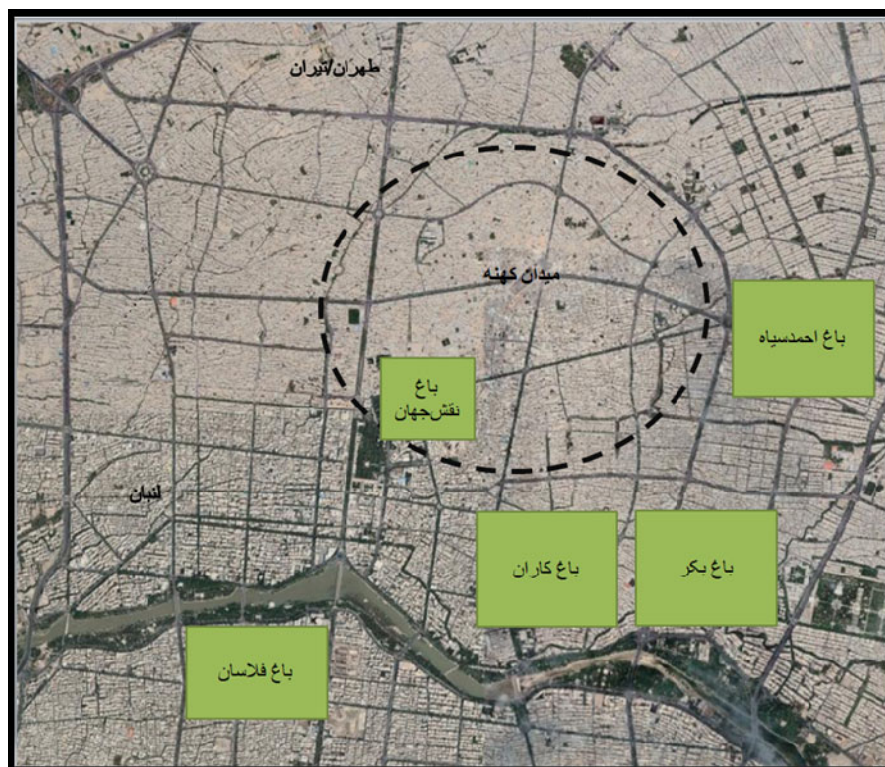 طهران/تیران
میدان کهنه
باغ احمدسیاه
باغ
نقش‌جهان
لنبان
باغ کاران
باغ بکر
باغ فلاسان